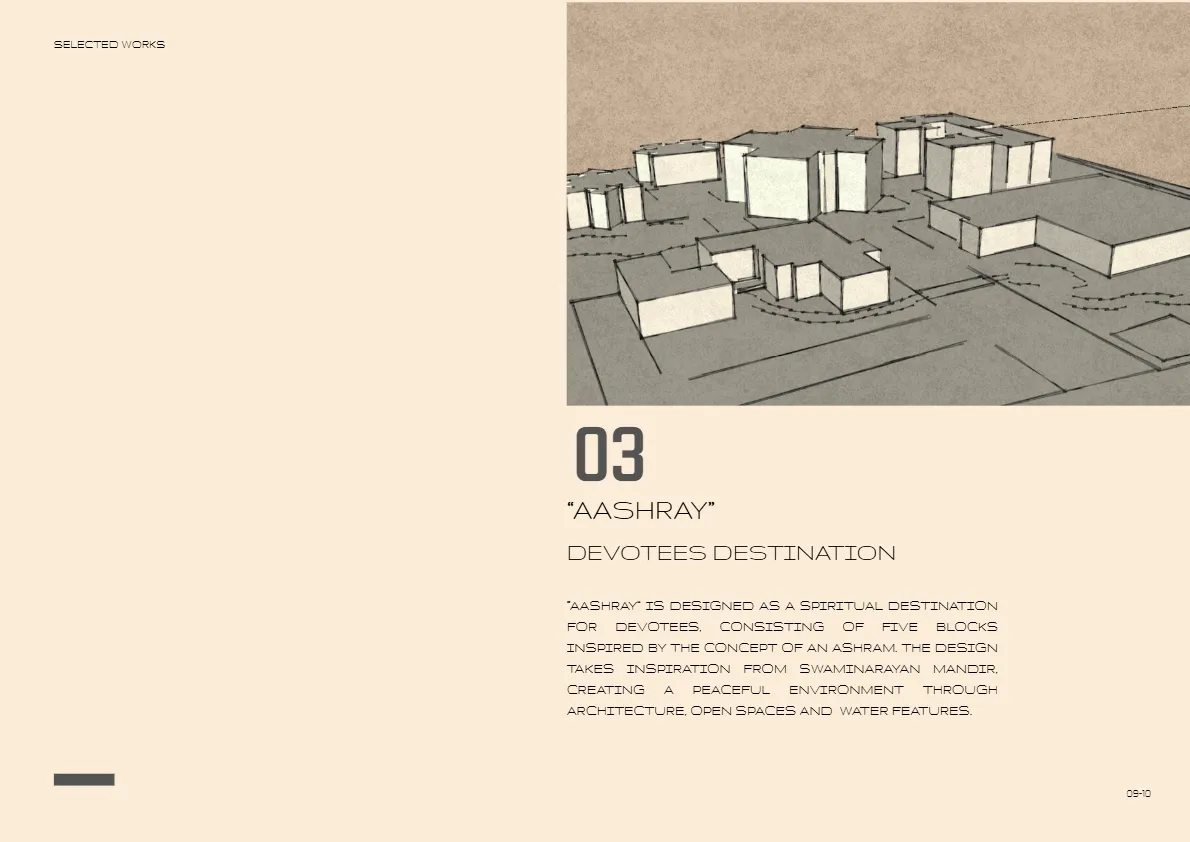 SELECTED WORKS
03
“AASHRAY”
DEVOTEES DESTINATION
"AASHRAY" IS DESIGNED AS A SPIRITUAL DESTINATION
FOR DEVOTEES, CONSISTING OF FIVE BLOCKS
INSPIRED BY THE CONCEPT OF AN ASHRAM. THE DESIGN
TAKES INSPIRATION FROM SWAMINARAYAN MANDIR,
CREATING A PEACEFUL ENVIRONMENT THROUGH
ARCHITECTURE, OPEN SPACES AND WATER FEATURES.
09-10